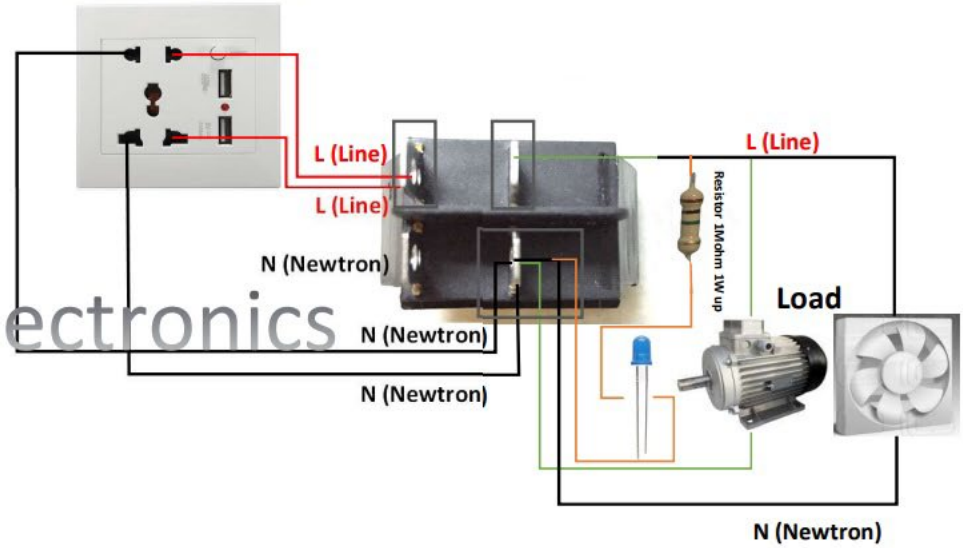 L (Line)
L (Line)
L (Line)
N (Newtron)
Resistor 1Mohm 1W up
Load
ectronics
N (Newtron)
N (Newtron)
N (Newtron)